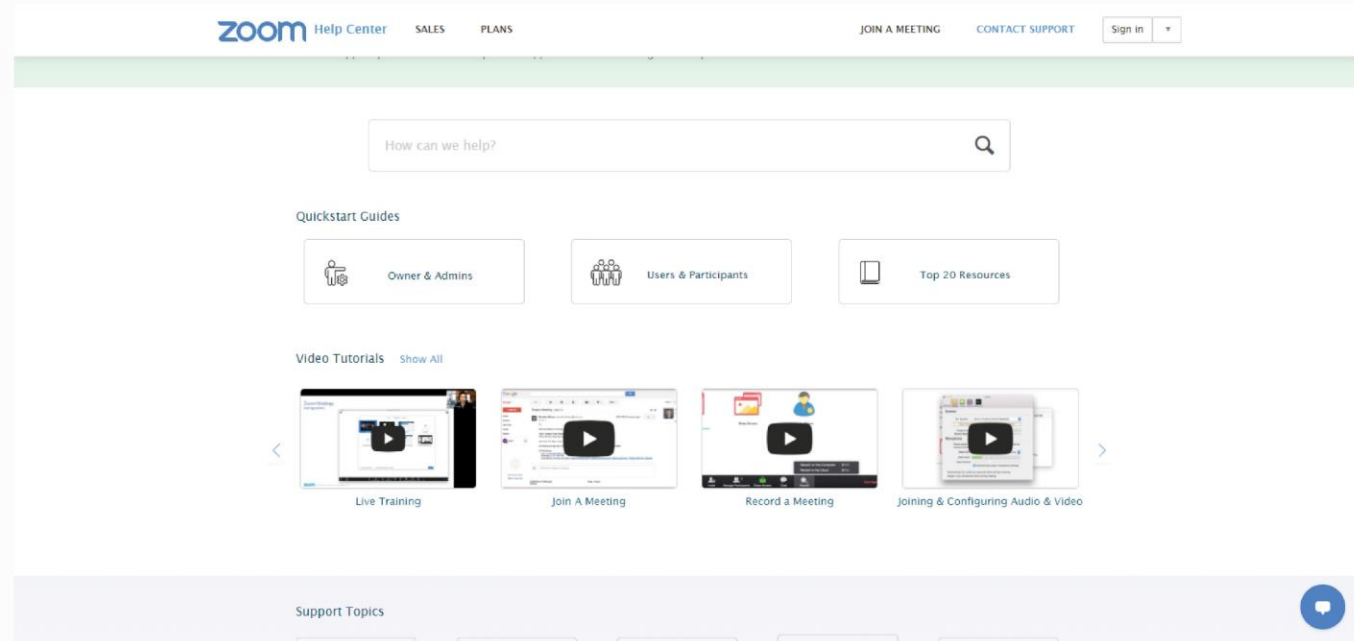 zoom Help Center SALES PLANS JOIN A MEETING CONTACT SUPPORT Sign in
How can we help?
Quickstart Guides
Owner & Admins Users & Participants Top 20 Resources
Video Tutorials Show All
Live Training Join A Meeting Record a Meeting Joining & Configuring Audio & Video
Support Topics